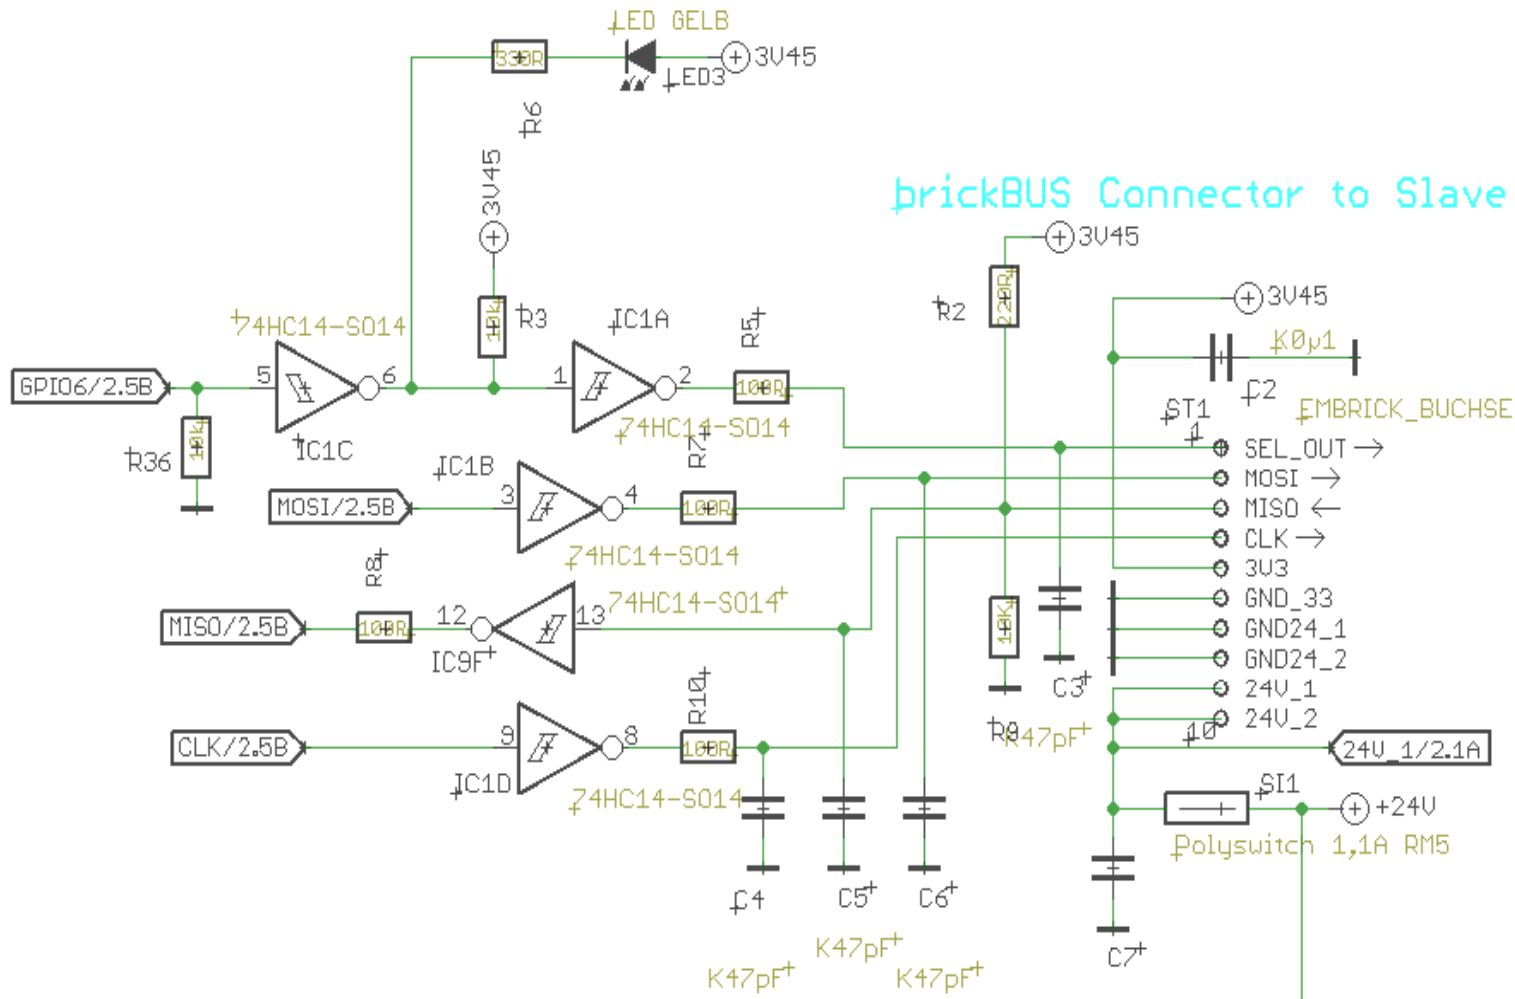 LED GELB
330R
3V45
LED3
R6
3V45
brickBUS Connector to Slave
3V45
220R
R2
3V45
10k
R3
IC1A
R5
74HC14-SO14
K0µ1
C2
GPIO6/2.5B
5
6
1
2
100R
EMBRICK_BUCHSE
ST1
74HC14-SO14
R7
10k
R36
IC1C
IC1B
1
SEL_OUT
MOSI
MISO
CLK
3V3
GND_33
GND24_1
GND24_2
24V_1
24V_2
10
MOSI/2.5B
3
4
100R
74HC14-SO14
R8
74HC14-SO14
MISO/2.5B
100R
12
13
IC9F
10K
R9
C3
K47pF
R10
CLK/2.5B
9
8
100R
IC1D
74HC14-SO14
24V_1/2.1A
SI1
+24V
Polyswitch 1,1A RM5
C4
C5
C6
C7
K47pF
K47pF
K47pF